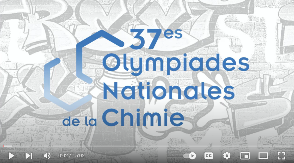 37es
Olympiades
Nationales
de la Chimie